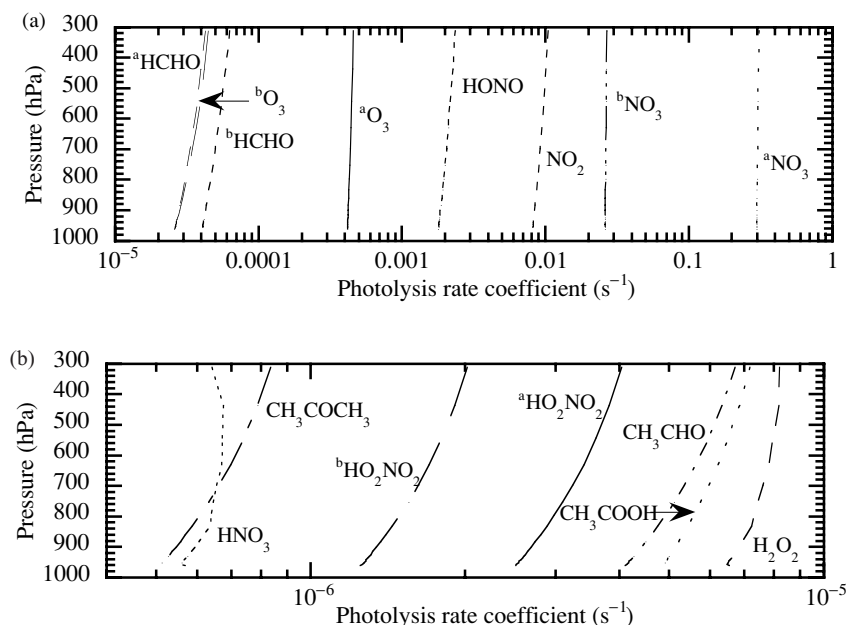 (a)
300
400
500
600
700
800
900
1000
Pressure (hPa)
ᵃHCHO
ᵇO₃
ᵇHCHO
ᵃO₃
HONO
NO₂
ᵇNO₃
ᵃNO₃
10⁻⁵ 0.0001 0.001 0.01 0.1 1
Photolysis rate coefficient (s⁻¹)
(b)
300
400
500
600
700
800
900
1000
Pressure (hPa)
CH₃COCH₃
HNO₃
ᵇHO₂NO₂
ᵃHO₂NO₂
CH₃CHO
CH₃COOH
H₂O₂
10⁻⁶ 10⁻⁵
Photolysis rate coefficient (s⁻¹)